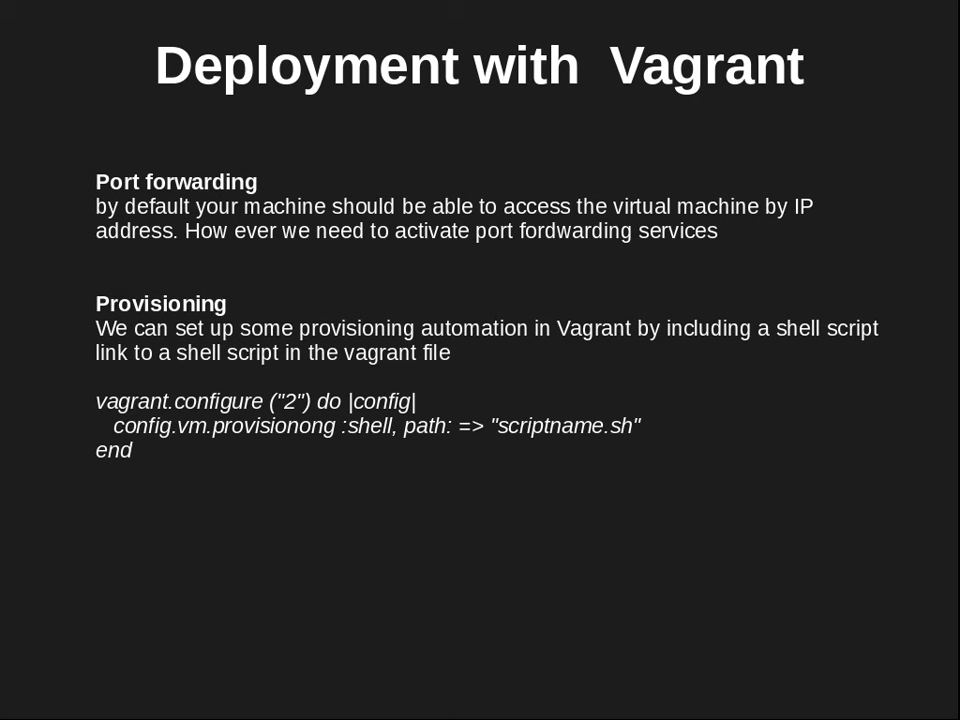 Deployment with  Vagrant
Port forwarding
by default your machine should be able to access the virtual machine by IP
address. How ever we need to activate port fordwarding services
Provisioning
We can set up some provisioning automation in Vagrant by including a shell script
link to a shell script in the vagrant file
vagrant.configure ("2") do |config|
   config.vm.provisionong :shell, path: => "scriptname.sh"
end